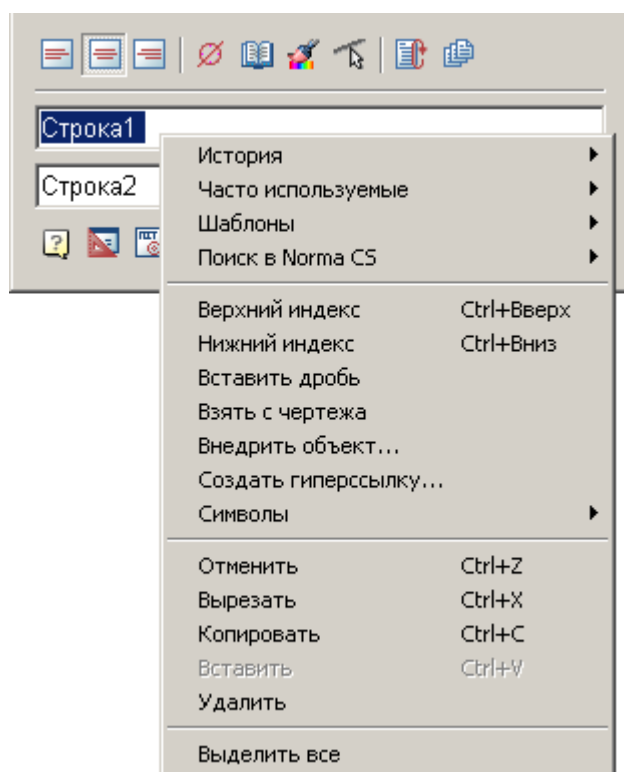 Строка1
Строка2
История
Часто используемые
Шаблоны
Поиск в Norma CS
Верхний индекс Ctrl+Вверх
Нижний индекс Ctrl+Вниз
Вставить дробь
Взять с чертежа
Внедрить объект...
Создать гиперссылку...
Символы
Отменить Ctrl+Z
Вырезать Ctrl+X
Копировать Ctrl+C
Вставить Ctrl+V
Удалить
Выделить все